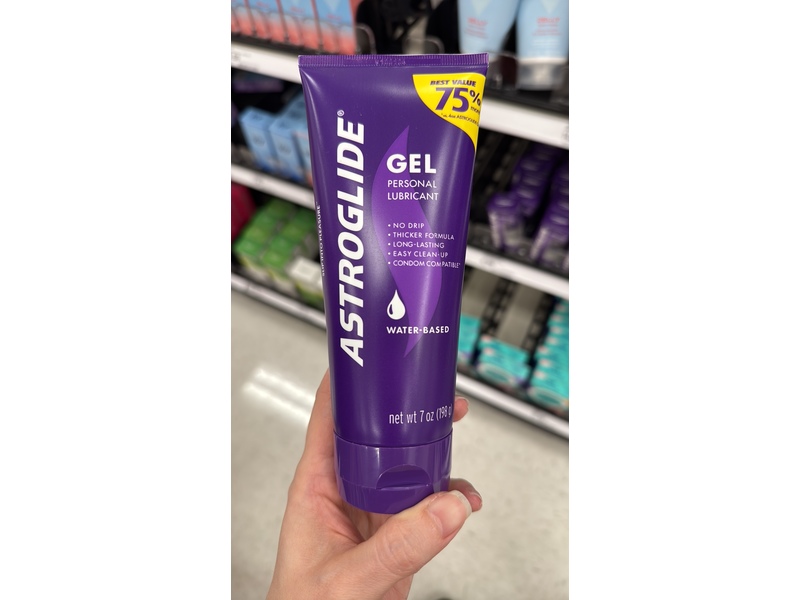 BEST VALUE
75%
ASTROGLIDE®
GEL
PERSONAL
LUBRICANT
• NO DRIP
• THICKER FORMULA
• LONG-LASTING
• EASY CLEAN-UP
• CONDOM COMPATIBLE
WATER-BASED
net wt 7 oz (198 g